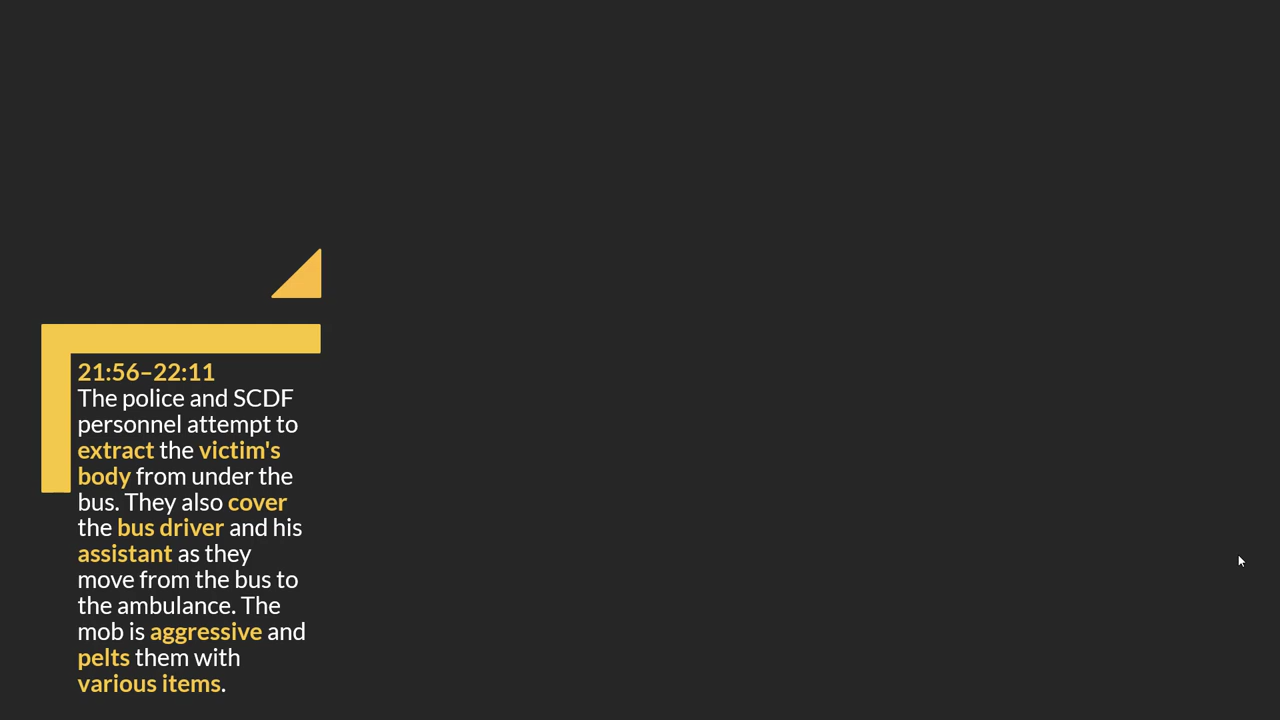 21:56–22:11
The police and SCDF
personnel attempt to
extract the victim's
body from under the
bus. They also cover
the bus driver and his
assistant as they
move from the bus to
the ambulance. The
mob is aggressive and
pelts them with
various items.